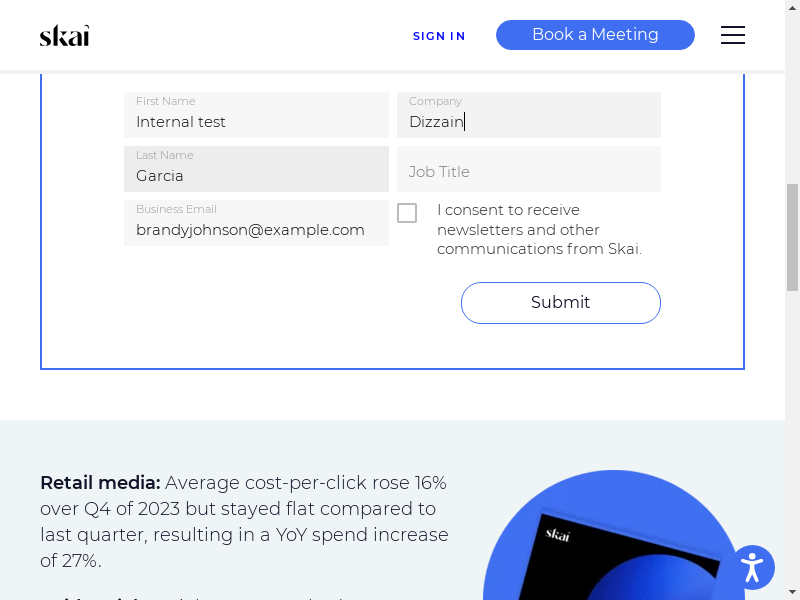 skai
SIGN IN
Book a Meeting
First Name
Internal test
Company
Dizzain
Last Name
Garcia
Job Title
Business Email
brandyjohnson@example.com
I consent to receive
newsletters and other
communications from Skai.
Submit
Retail media: Average cost-per-click rose 16%
over Q4 of 2023 but stayed flat compared to
last quarter, resulting in a YoY spend increase
of 27%.
skai